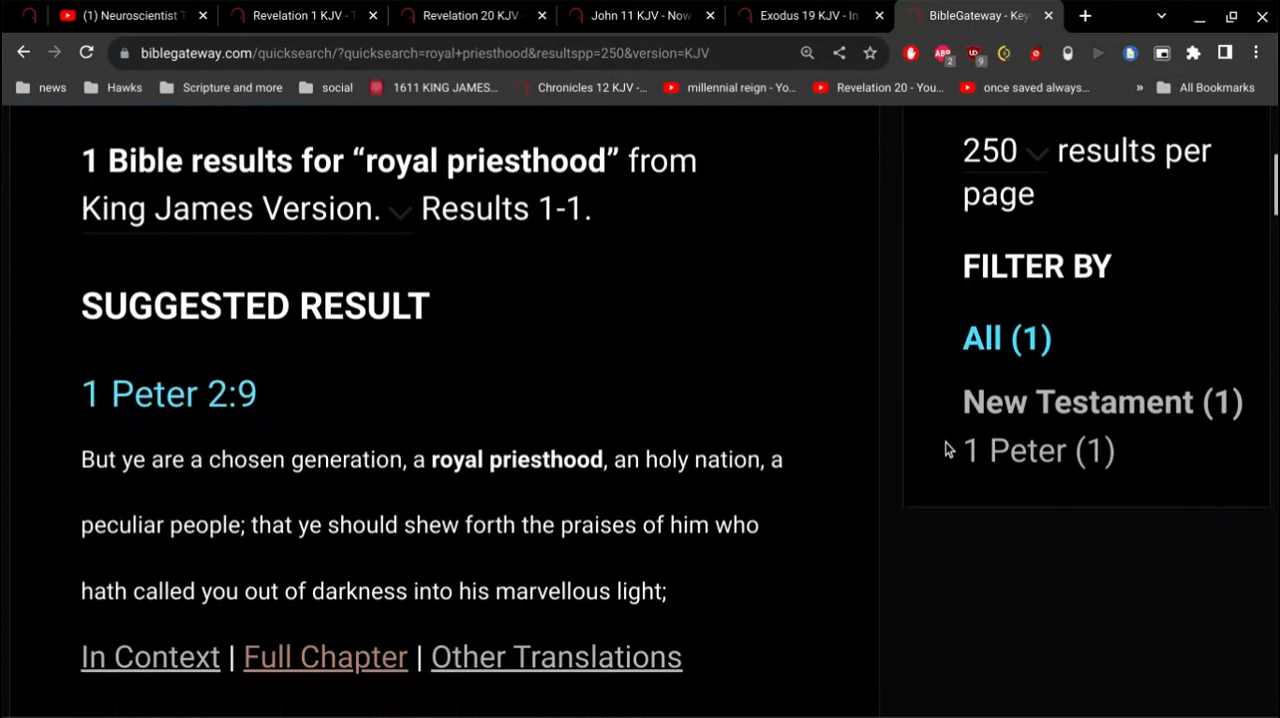 (1) Neuroscientist T
Revelation 1 KJV - T
Revelation 20 KJV -
John 11 KJV - Now
Exodus 19 KJV - In
BibleGateway - Key
biblegateway.com/quicksearch/?quicksearch=royal+priesthood&resultspp=250&version=KJV
ABP
2
UD
9
news
Hawks
Scripture and more
social
1611 KING JAMES...
Chronicles 12 KJV -...
millennial reign - Yo...
Revelation 20 - You...
once saved always...
»
All Bookmarks
1 Bible results for “royal priesthood” from
King James Version. Results 1-1.
SUGGESTED RESULT
1 Peter 2:9
But ye are a chosen generation, a royal priesthood, an holy nation, a
peculiar people; that ye should shew forth the praises of him who
hath called you out of darkness into his marvellous light;
In Context | Full Chapter | Other Translations
250 results per
page
FILTER BY
All (1)
New Testament (1)
1 Peter (1)